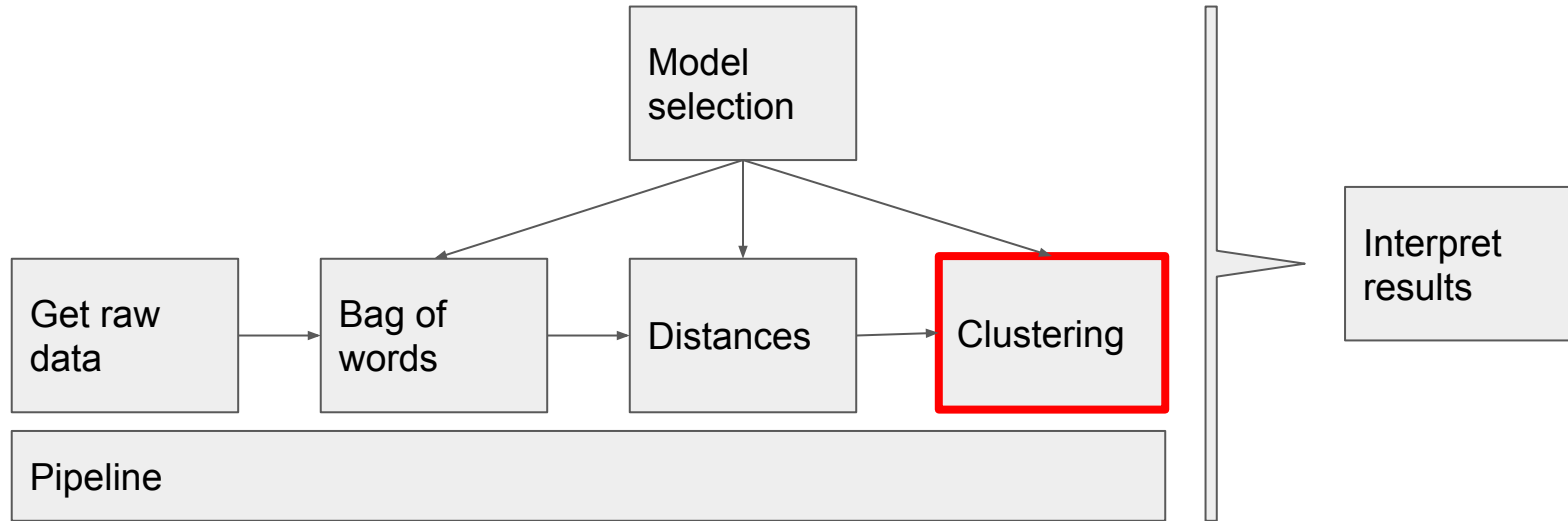 Model
selection
Get raw
data
Bag of
words
Distances
Clustering
Interpret
results
Pipeline